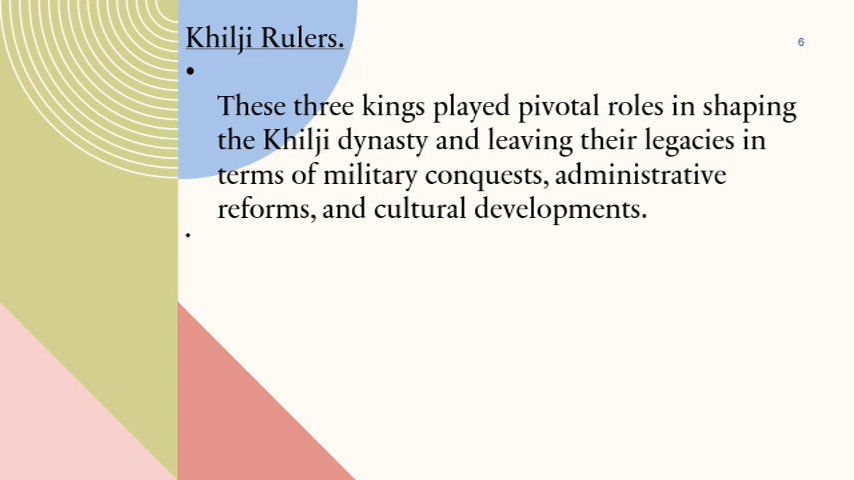 Khilji Rulers.
6
•
These three kings played pivotal roles in shaping
the Khilji dynasty and leaving their legacies in
terms of military conquests, administrative
reforms, and cultural developments.
•